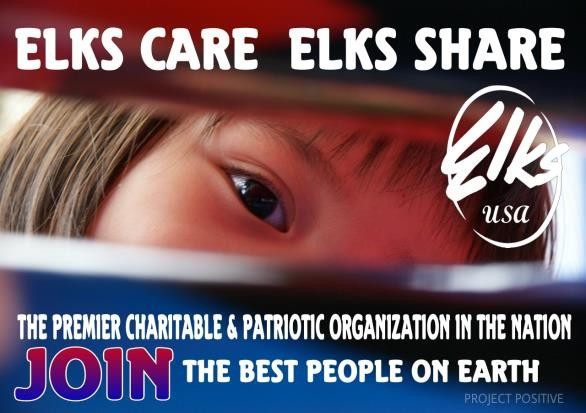 ELKS CARE ELKS SHARE
Elks
usa
THE PREMIER CHARITABLE & PATRIOTIC ORGANIZATION IN THE NATION
JOIN THE BEST PEOPLE ON EARTH
PROJECT POSITIVE